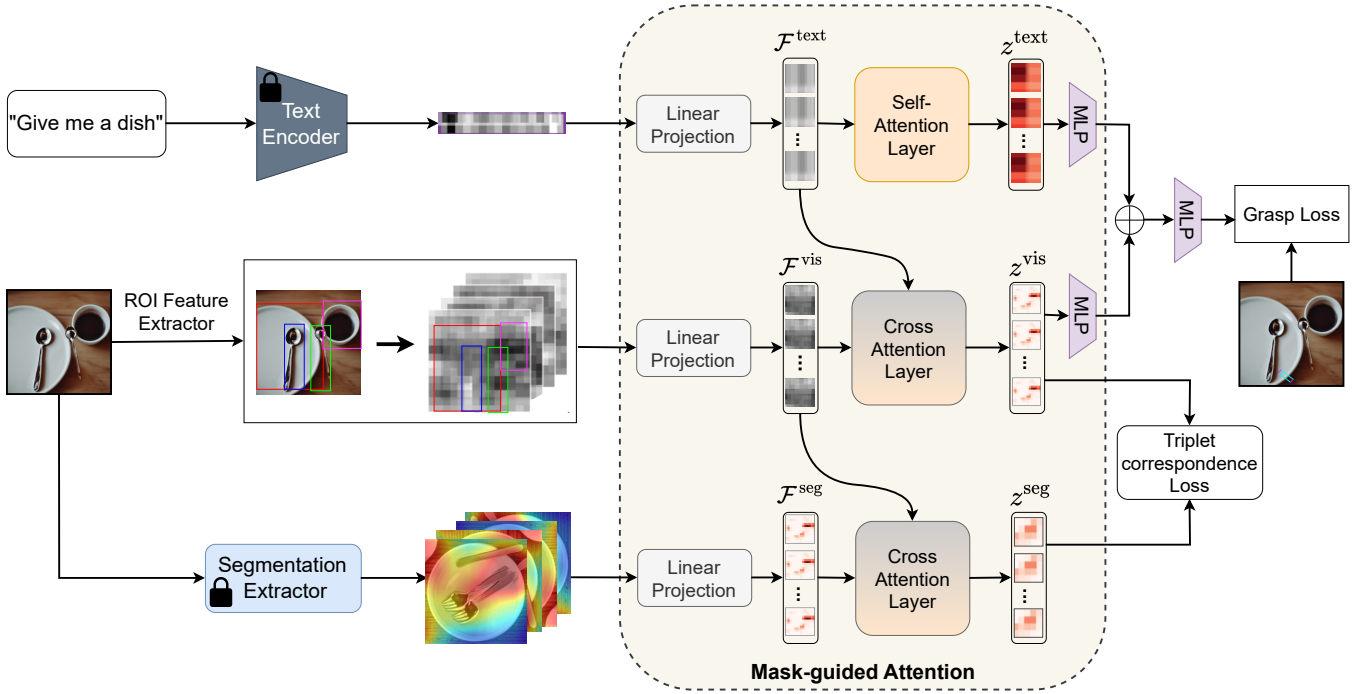 "Give me a dish"
Text
Encoder
Linear
Projection
𝓕^text
Self-
Attention
Layer
z^text
MLP
MLP
Grasp Loss
ROI Feature
Extractor
Linear
Projection
𝓕^vis
Cross
Attention
Layer
z^vis
MLP
Triplet
correspondence
Loss
Segmentation
Extractor
Linear
Projection
𝓕^seg
Cross
Attention
Layer
z^seg
...
...
...
...
...
...
Mask-guided Attention